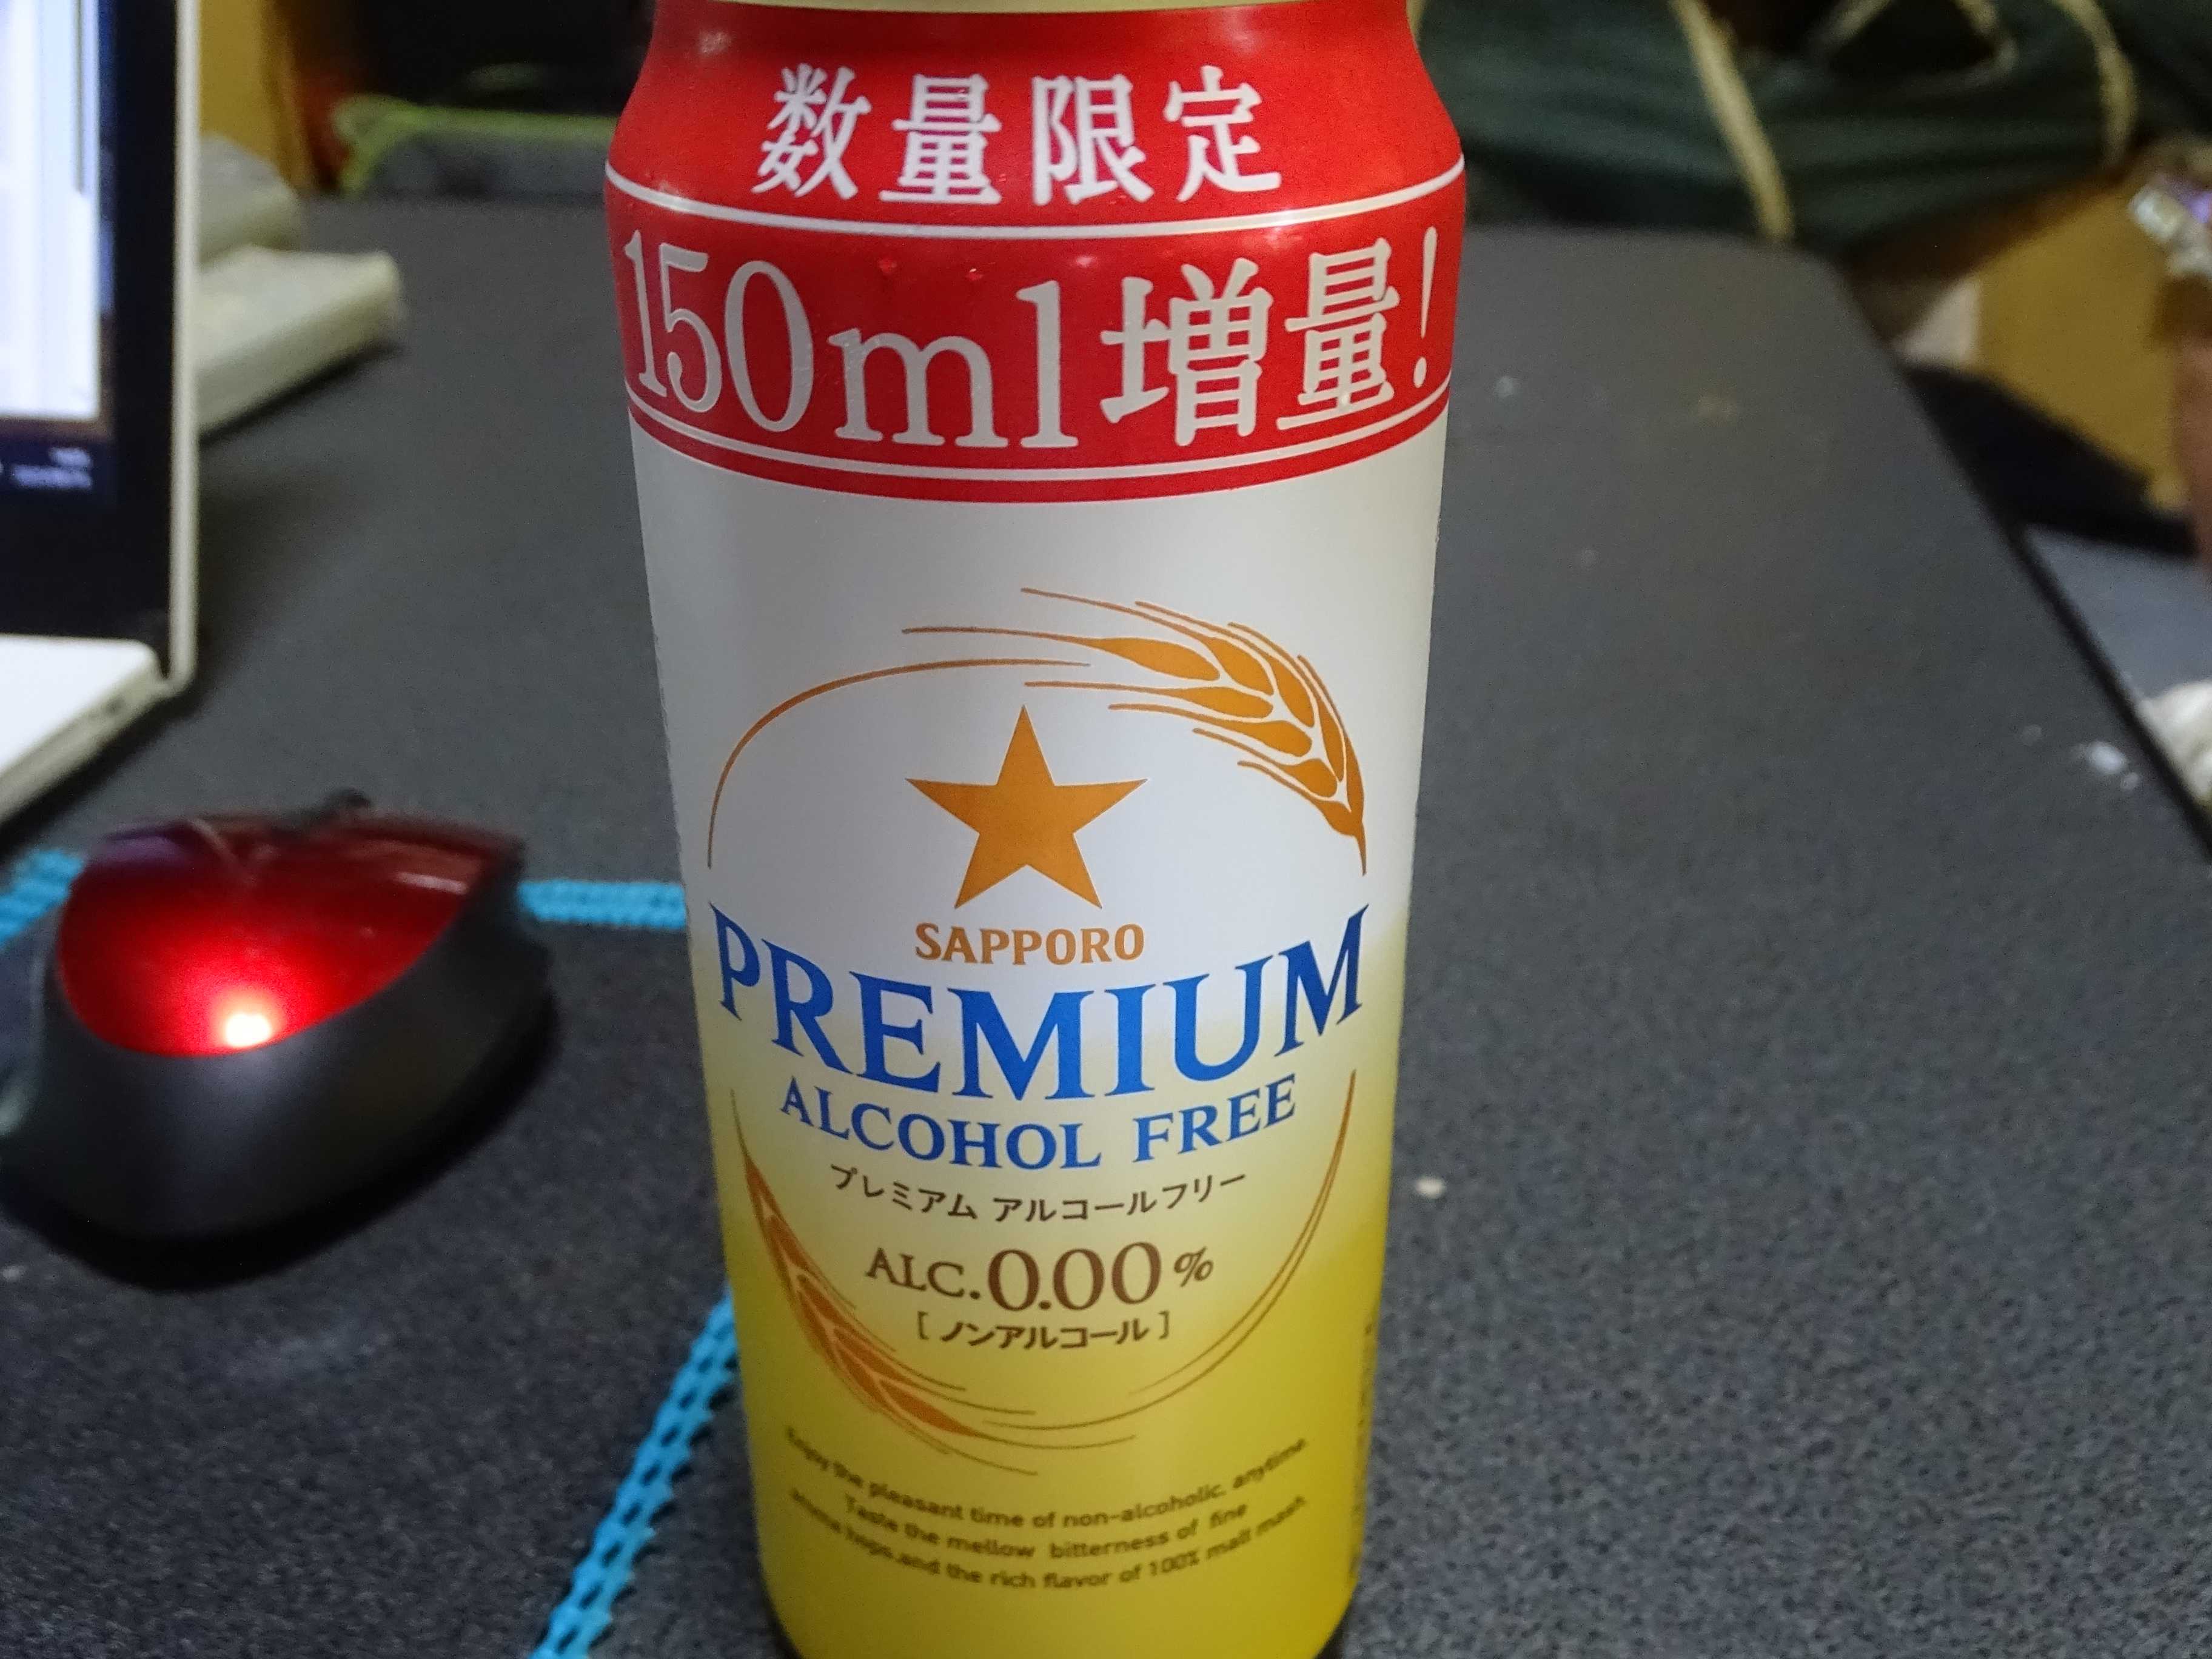 数量限定
150ml増量!
SAPPORO
PREMIUM
ALCOHOL FREE
プレミアム アルコールフリー
ALC.0.00%
[ノンアルコール]
Enjoy the pleasant time of non-alcoholic, anytime.
Taste the mellow bitterness of fine
aroma hops,and the rich flavor of 100% malt mash